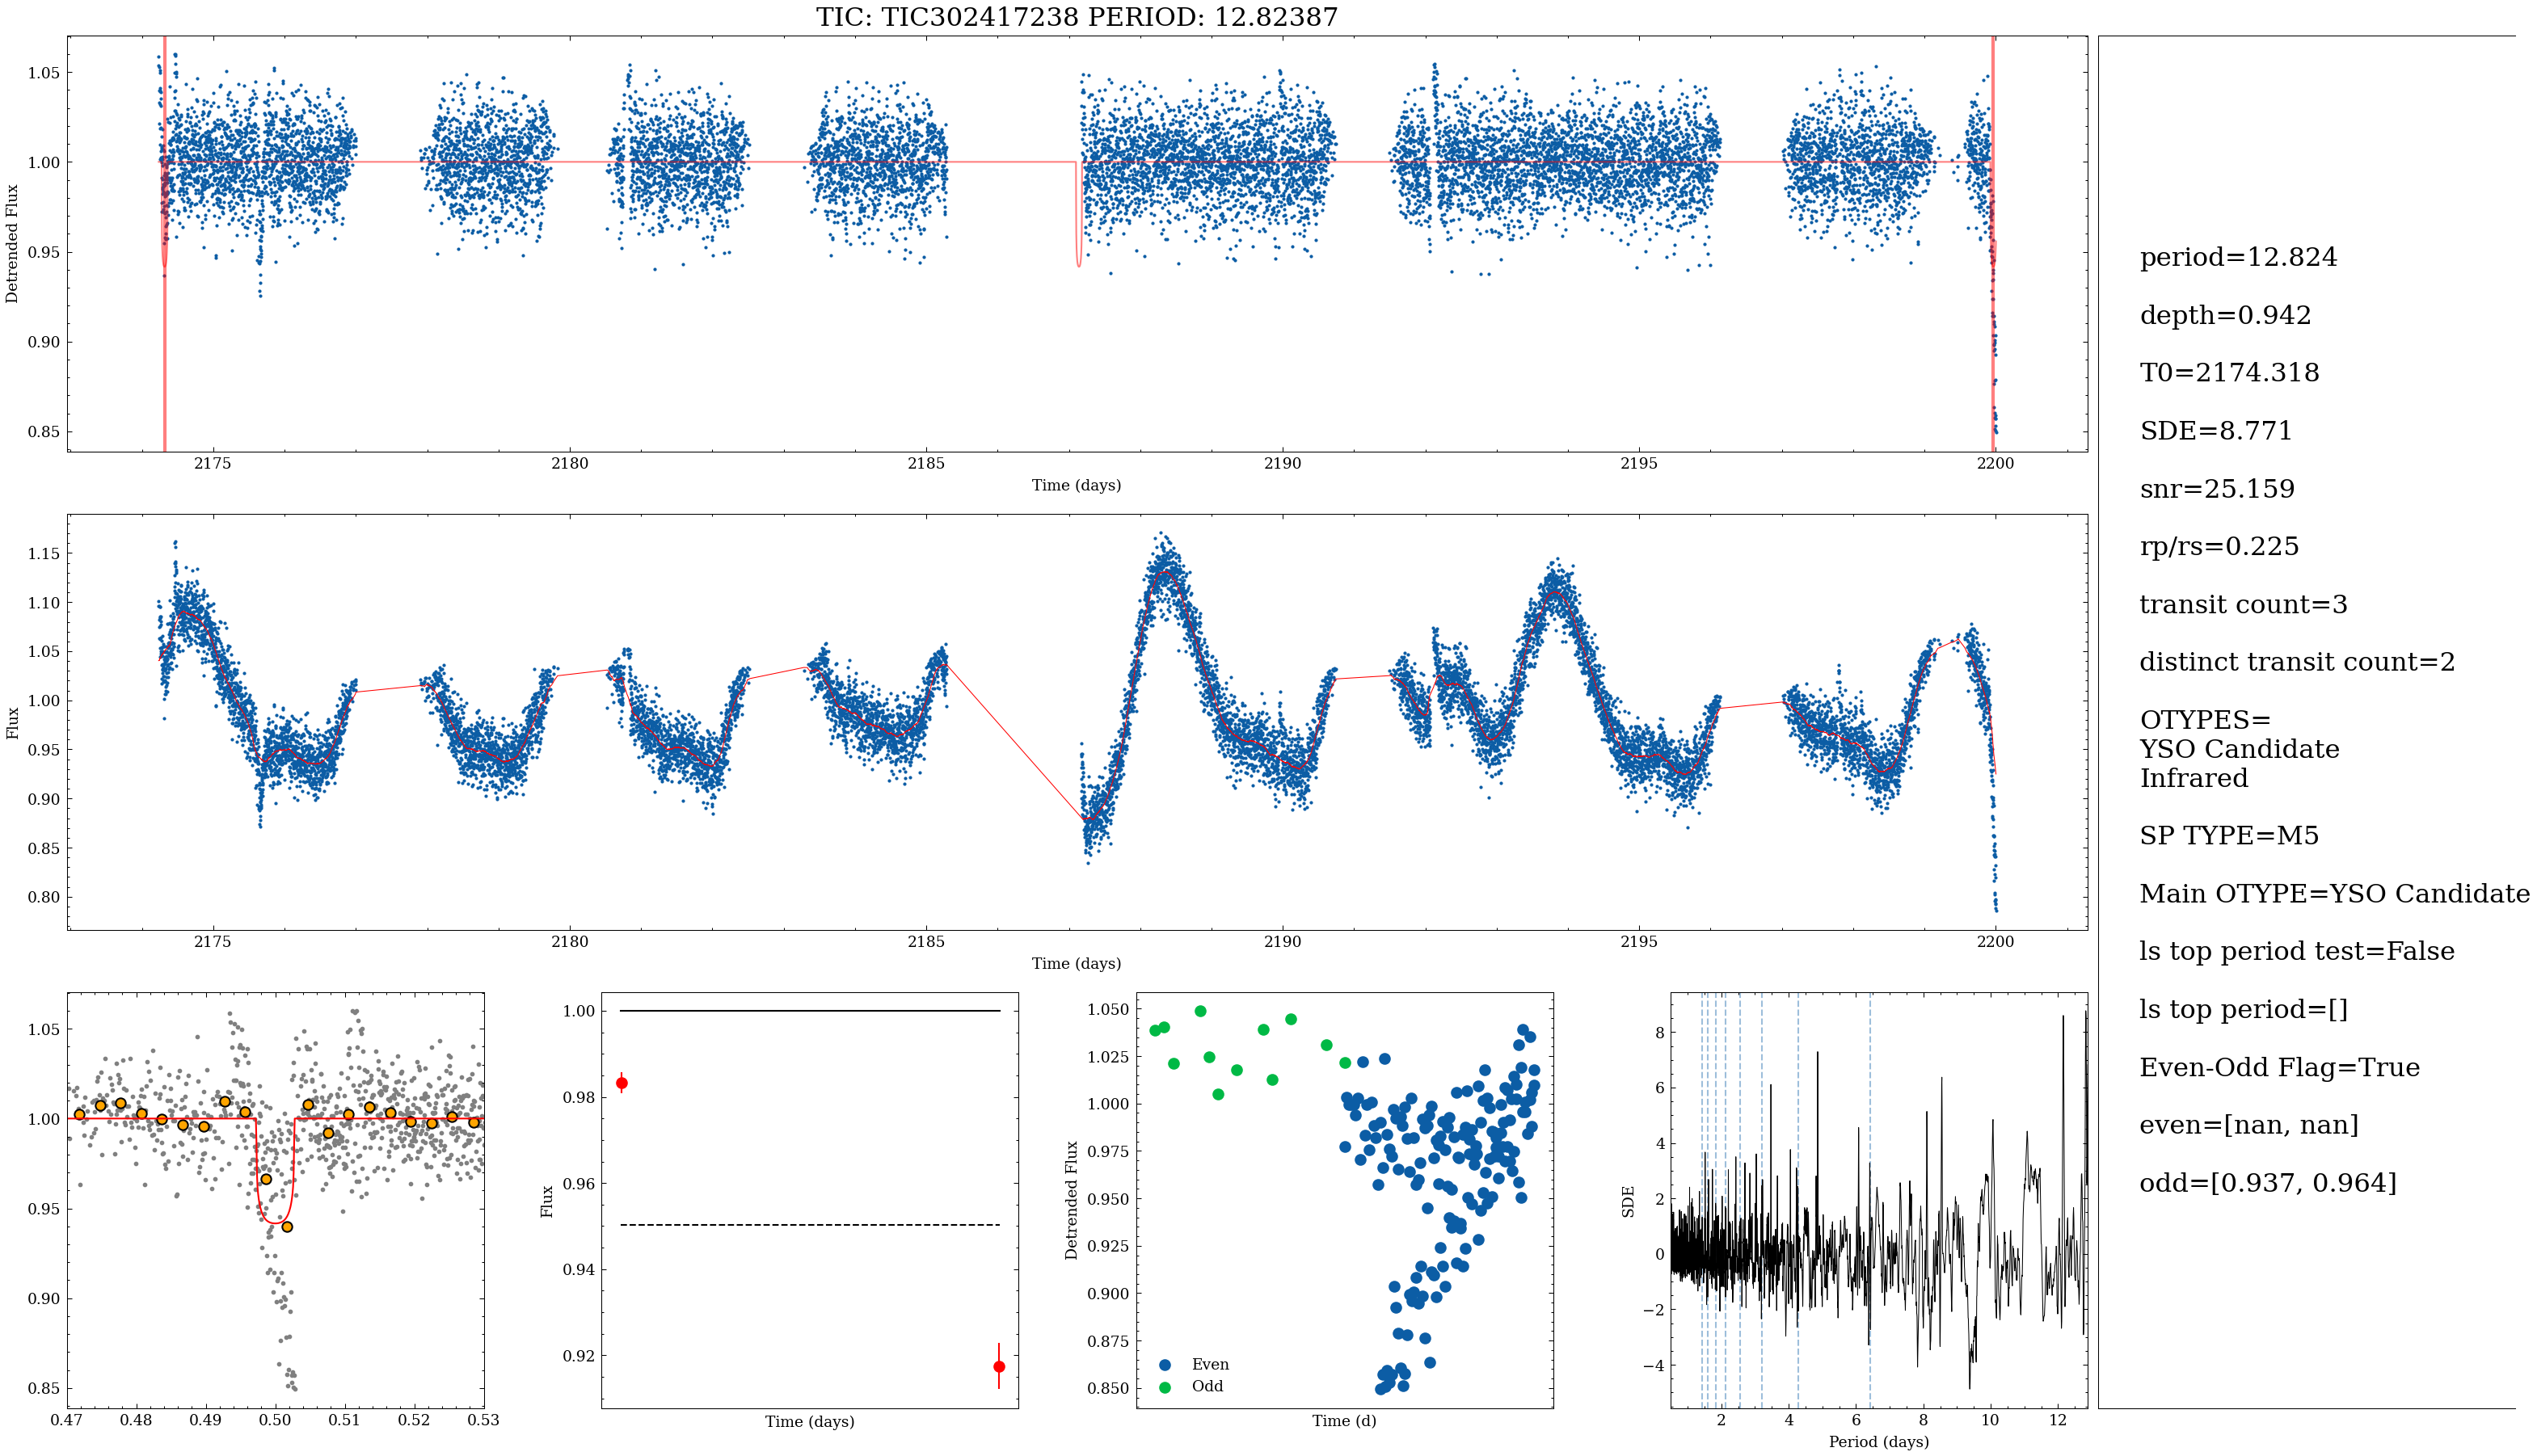 TIC: TIC302417238 PERIOD: 12.82387
1.05
1.00
0.95
0.90
0.85
Detrended Flux
2175 2180 2185 2190 2195 2200
Time (days)
1.15
1.10
1.05
1.00
0.95
0.90
0.85
0.80
Flux
2175 2180 2185 2190 2195 2200
Time (days)
1.05
1.00
0.95
0.90
0.85
0.47 0.48 0.49 0.50 0.51 0.52 0.53
1.00
0.98
0.96
0.94
0.92
Flux
Time (days)
1.050
1.025
1.000
0.975
0.950
0.925
0.900
0.875
0.850
Detrended Flux
Even
Odd
Time (d)
8
6
4
2
0
−2
−4
SDE
2 4 6 8 10 12
Period (days)
period=12.824
depth=0.942
T0=2174.318
SDE=8.771
snr=25.159
rp/rs=0.225
transit count=3
distinct transit count=2
OTYPES=
YSO Candidate
Infrared
SP TYPE=M5
Main OTYPE=YSO Candidate
ls top period test=False
ls top period=[]
Even-Odd Flag=True
even=[nan, nan]
odd=[0.937, 0.964]